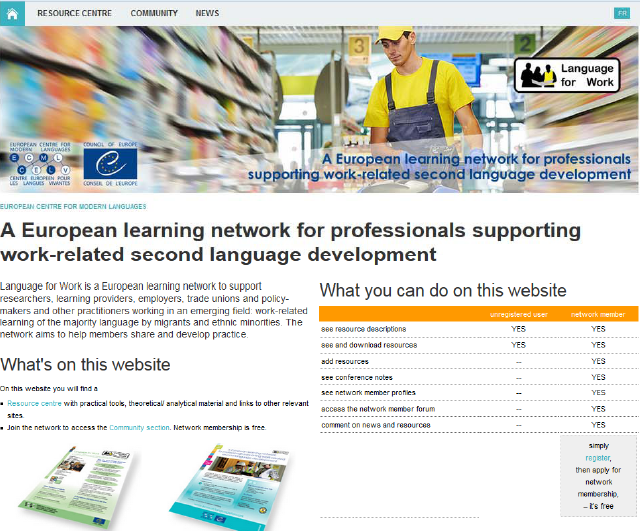 RESOURCE CENTRE COMMUNITY NEWS FR
3 2
Language
for Work
EUROPEAN CENTRE FOR
MODERN LANGUAGES
E C M L
C E L V
CENTRE EUROPEEN POUR
LES LANGUES VIVANTES
COUNCIL OF EUROPE
CONSEIL DE L'EUROPE
A European learning network for professionals
supporting work-related second language development
EUROPEAN CENTRE FOR MODERN LANGUAGES
A European learning network for professionals supporting
work-related second language development
Language for Work is a European learning network to support
researchers, learning providers, employers, trade unions and policy-
makers and other practitioners working in an emerging field: work-related
learning of the majority language by migrants and ethnic minorities. The
network aims to help members share and develop practice.
What's on this website
On this website you will find a
Resource centre with practical tools, theoretical/ analytical material and links to other relevant
sites.
Join the network to access the Community section. Network membership is free.
What you can do on this website
unregistered user network member
see resource descriptions YES YES
see and download resources YES YES
add resources -- YES
see conference notes -- YES
see network member profiles -- YES
access the network member forum -- YES
comment on news and resources -- YES
simply
register,
then apply for
network
membership,
– it's free